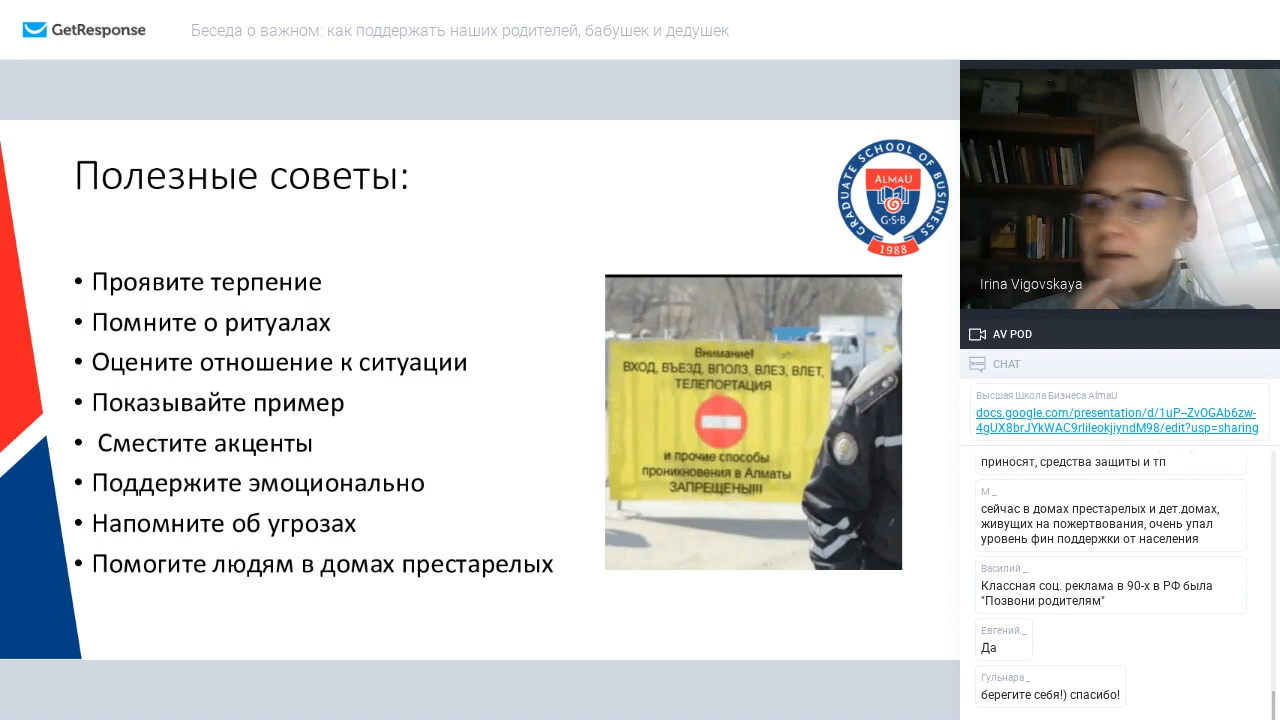 GetResponse
Беседа о важном: как поддержать наших родителей, бабушек и дедушек
Полезные советы:
• Проявите терпение
• Помните о ритуалах
• Оцените отношение к ситуации
• Показывайте пример
• Сместите акценты
• Поддержите эмоционально
• Напомните об угрозах
• Помогите людям в домах престарелых
GRADUATE SCHOOL OF BUSINESS
ALMAU
G·S·B
1988
Внимание!
ВХОД, ВЪЕЗД, ВПОЛЗ, ВЛЕЗ, ВЛЕТ,
ТЕЛЕПОРТАЦИЯ
и прочие способы
проникновения в Алматы
ЗАПРЕЩЕНЫ!!!
Irina Vigovskaya
AV POD
CHAT
Высшая Школа Бизнеса AlmaU
docs.google.com/presentation/d/1uP--ZvOGAb6zw-
4gUX8brJYkWAC9rlileokjiyndM98/edit?usp=sharing
приносят, средства защиты и тп
М _
сейчас в домах престарелых и дет.домах,
живущих на пожертвования, очень упал
уровень фин поддержки от населения
Василий _
Классная соц. реклама в 90-х в РФ была
"Позвони родителям"
Евгений _
Да
Гульнара _
берегите себя!) спасибо!